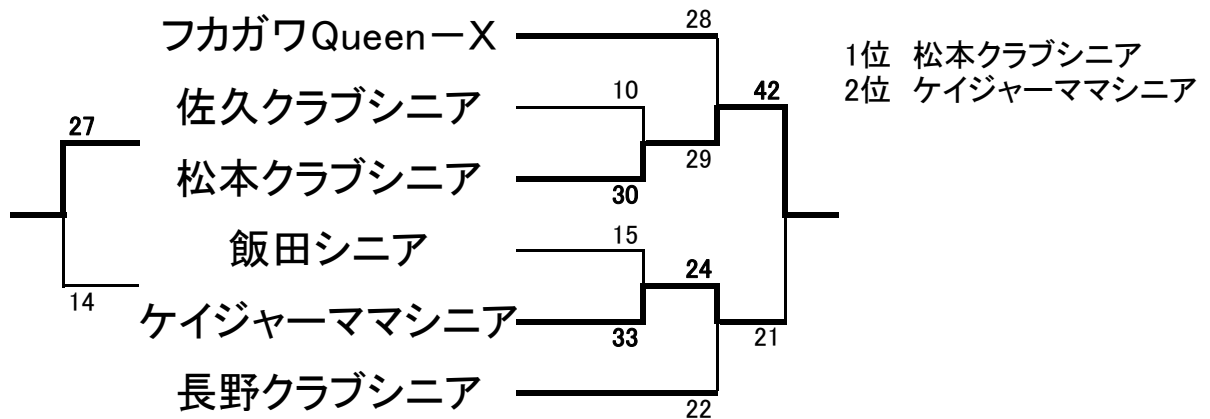 フカガワQueen－X
佐久クラブシニア
松本クラブシニア
飯田シニア
ケイジャーママシニア
長野クラブシニア
27
14
28
10
29
30
15
24
33
22
42
21
1位　松本クラブシニア
2位　ケイジャーママシニア